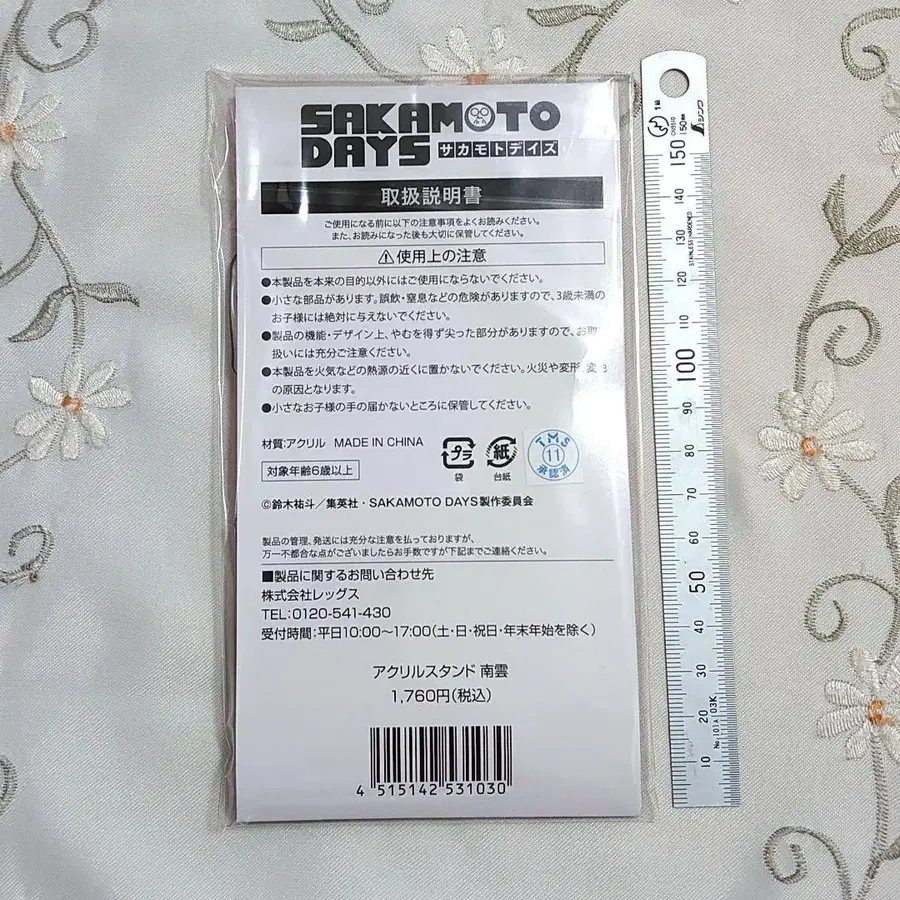 SAKAMOTO
DAYS サカモトデイズ
取扱説明書
ご使用になる前に以下の注意事項をよくお読みください。
また、お読みになった後も大切に保管してください。
⚠使用上の注意
●本製品を本来の目的以外にはご使用にならないでください。
●小さな部品があります。誤飲・窒息などの危険がありますので、3歳未満の
お子様には絶対に与えないでください。
●製品の機能・デザイン上、やむを得ず尖った部分がありますので、お取
扱いには充分ご注意ください。
●本製品を火気などの熱源の近くに置かないでください。火災や変形、変
の原因となります。
●小さなお子様の手の届かないところに保管してください。
材質:アクリル MADE IN CHINA
対象年齢6歳以上
プラ
袋
紙
台紙
TMS
11
承認済
©鈴木祐斗/集英社・SAKAMOTO DAYS製作委員会
製品の管理、発送には充分な注意を払っておりますが、
万一不都合な点がございましたらお手数ですが下記までご連絡ください。
■製品に関するお問い合わせ先
株式会社レッグス
TEL:0120-541-430
受付時間:平日10:00〜17:00(土・日・祝日・年末年始を除く)
アクリルスタンド 南雲
1,760円(税込)
4 515142 531030
シンワ
1級
150mm
150
140
130
STAINLESS HARDENED
120
110
100
90
80
70
60
50
40
30
20
10
No.101A 03K